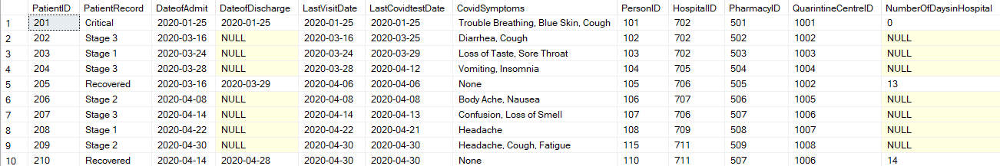 PatientID PatientRecord DateofAdmit DateofDischarge LastVisitDate LastCovidtestDate CovidSymptoms PersonID HospitalID PharmacyID QuarintineCentreID NumberOfDaysinHospital
1 201 Critical 2020-01-25 2020-01-25 2020-01-25 2020-01-25 Trouble Breathing, Blue Skin, Cough 101 702 501 1001 0
2 202 Stage 3 2020-03-16 NULL 2020-03-16 2020-03-25 Diarrhea, Cough 102 702 502 1002 NULL
3 203 Stage 1 2020-03-24 NULL 2020-03-24 2020-03-29 Loss of Taste, Sore Throat 103 702 503 1003 NULL
4 204 Stage 3 2020-03-28 NULL 2020-03-28 2020-04-12 Vomiting, Insomnia 104 705 504 1004 NULL
5 205 Recovered 2020-03-16 2020-03-29 2020-04-06 2020-04-06 None 105 706 505 1002 13
6 206 Stage 2 2020-04-08 NULL 2020-04-08 2020-04-08 Body Ache, Nausea 106 707 506 1005 NULL
7 207 Stage 3 2020-04-14 NULL 2020-04-14 2020-04-13 Confusion, Loss of Smell 107 706 507 1006 NULL
8 208 Stage 1 2020-04-22 NULL 2020-04-22 2020-04-21 Headache 108 709 508 1007 NULL
9 209 Stage 2 2020-04-30 NULL 2020-04-30 2020-04-30 Headache, Cough, Fatigue 115 711 509 1008 NULL
10 210 Recovered 2020-04-14 2020-04-28 2020-04-30 2020-04-30 None 110 711 507 1006 14